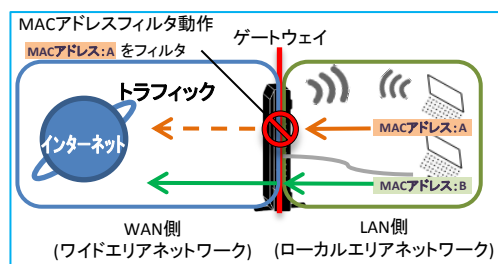 MACアドレスフィルタ動作
MACアドレス:A をフィルタ
ゲートウェイ
トラフィック
インターネット
MACアドレス:A
MACアドレス:B
WAN側
(ワイドエリアネットワーク)
LAN側
(ローカルエリアネットワーク)